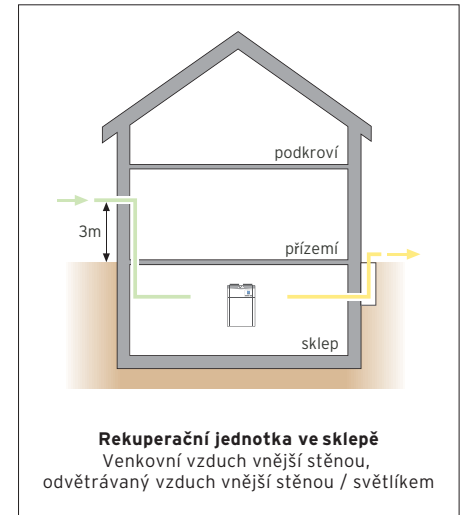 podkroví
3m
přízemí
sklep
Rekuperační jednotka ve sklepě
Venkovní vzduch vnější stěnou,
odvětrávaný vzduch vnější stěnou / světlíkem